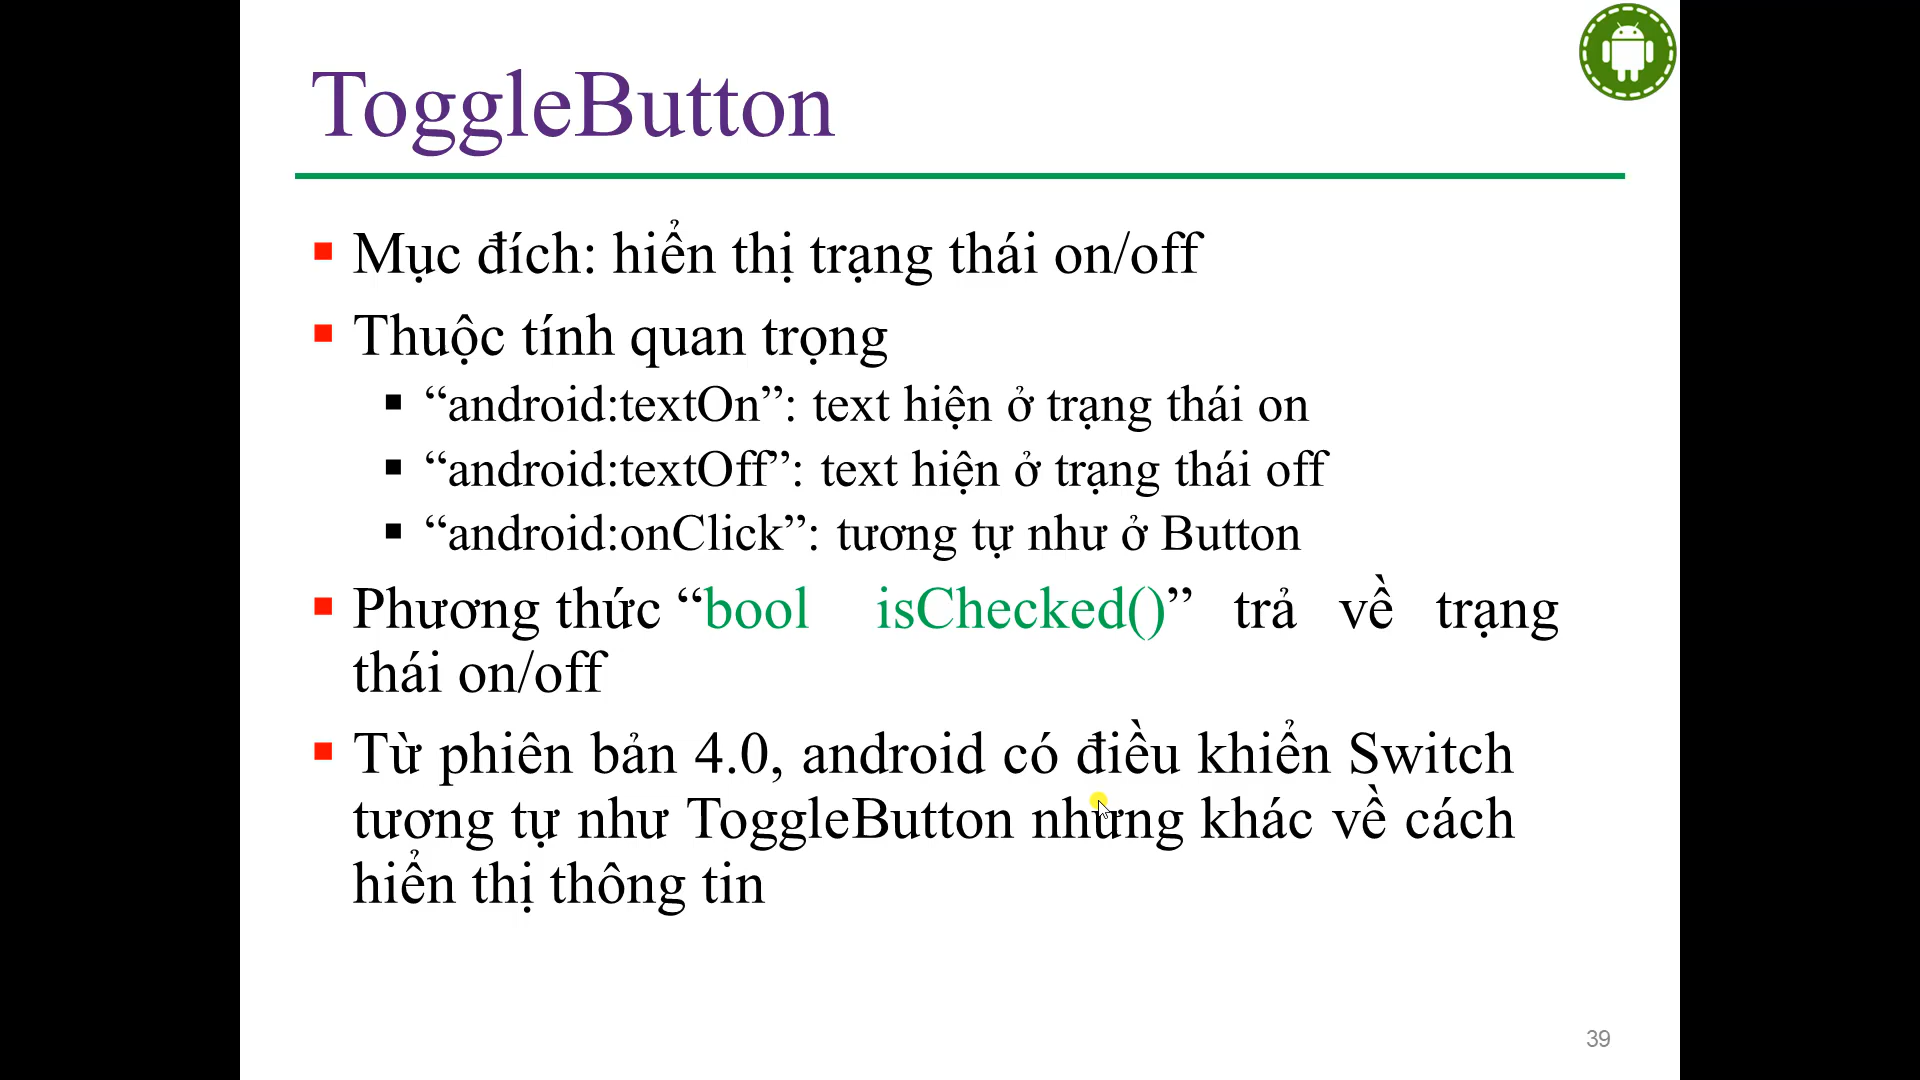 ToggleButton
Mục đích: hiển thị trạng thái on/off
Thuộc tính quan trọng
“android:textOn”: text hiện ở trạng thái on
“android:textOff”: text hiện ở trạng thái off
“android:onClick”: tương tự như ở Button
Phương thức “bool isChecked()” trả về trạng
thái on/off
Từ phiên bản 4.0, android có điều khiển Switch
tương tự như ToggleButton nhưng khác về cách
hiển thị thông tin
39